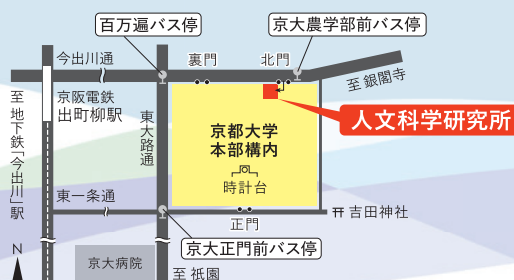 百万遍バス停
京大農学部前バス停
今出川通
裏門
北門
至 銀閣寺
京阪電鉄
出町柳駅
至 地下鉄「今出川」駅
東大路通
人文科学研究所
京都大学
本部構内
時計台
東一条通
正門
吉田神社
京大正門前バス停
N
京大病院
至 祇園